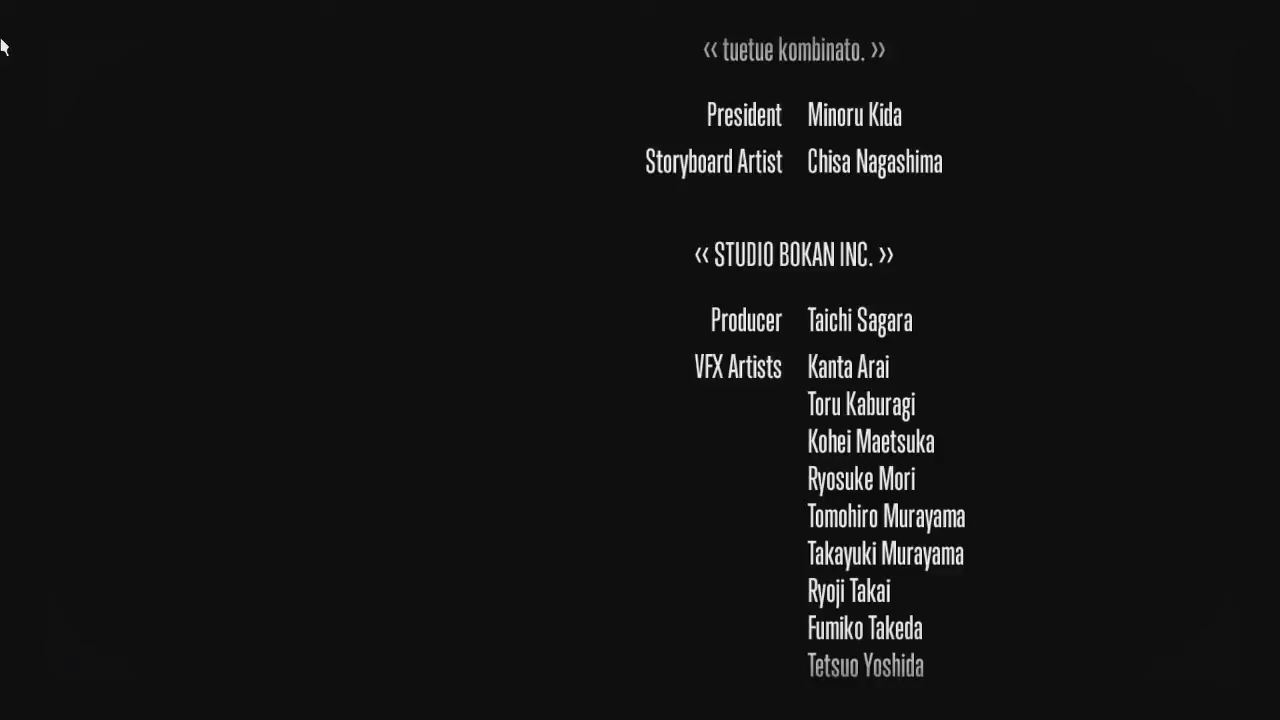 ‹‹ tuetue kombinato. ››
President Minoru Kida
Storyboard Artist Chisa Nagashima
‹‹ STUDIO BOKAN INC. ››
Producer Taichi Sagara
VFX Artists Kanta Arai
Toru Kaburagi
Kohei Maetsuka
Ryosuke Mori
Tomohiro Murayama
Takayuki Murayama
Ryoji Takai
Fumiko Takeda
Tetsuo Yoshida